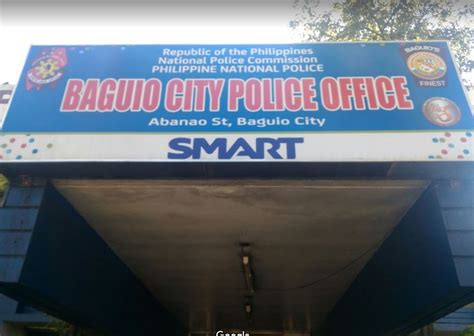 Republic of the Philippines
National Police Commission
PHILIPPINE NATIONAL POLICE
BAGUIO CITY POLICE OFFICE
Abanao St, Baguio City
BAGUIO'S
FINEST
SMART
Google